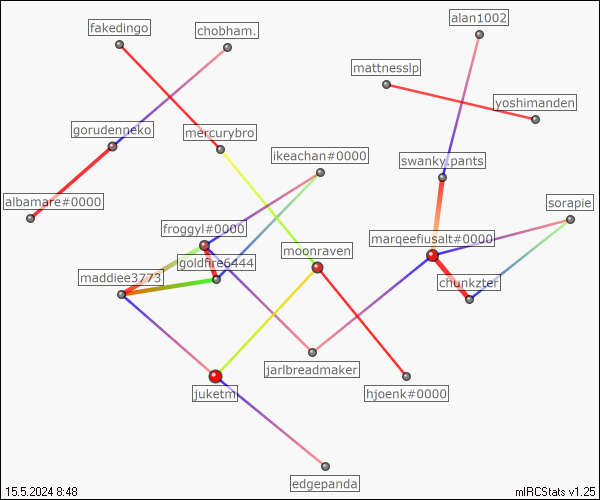 alan1002
fakedingo
chobham.
mattnesslp
yoshimanden
gorudenneko
mercurybro
ikeachan#0000
swanky.pants
albamare#0000
sorapie
froggyl#0000
marqeefiusalt#0000
moonraven
goldfire6444
maddiee3773
chunkzter
jarlbreadmaker
juketm
hjoenk#0000
edgepanda
15.5.2024 8:48
mIRCStats v1.25